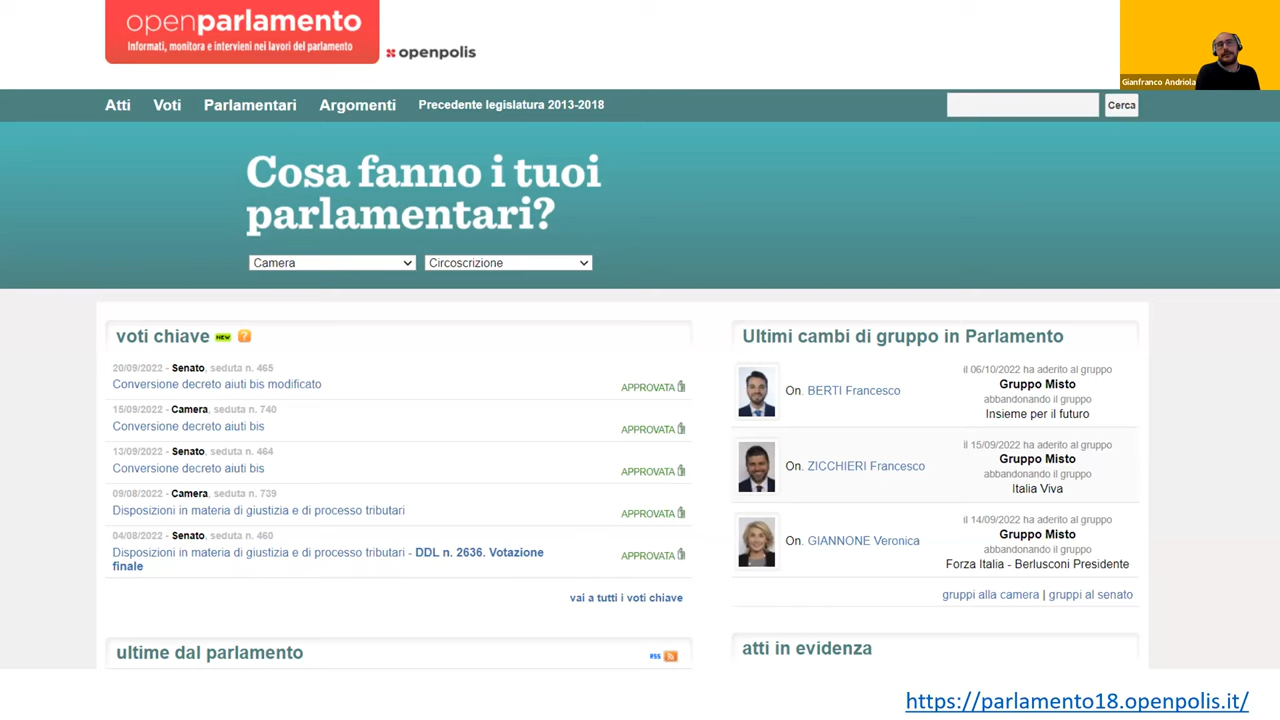 openparlamento
Informati, monitora e intervieni nei lavori del parlamento
openpolis
Gianfranco Andriola
Atti Voti Parlamentari Argomenti Precedente legislatura 2013-2018 Cerca
Cosa fanno i tuoi
parlamentari?
Camera Circoscrizione
voti chiave NEW ?
20/09/2022 - Senato, seduta n. 465
Conversione decreto aiuti bis modificato
APPROVATA
15/09/2022 - Camera, seduta n. 740
Conversione decreto aiuti bis
APPROVATA
13/09/2022 - Senato, seduta n. 464
Conversione decreto aiuti bis
APPROVATA
09/08/2022 - Camera, seduta n. 739
Disposizioni in materia di giustizia e di processo tributari
APPROVATA
04/08/2022 - Senato, seduta n. 460
Disposizioni in materia di giustizia e di processo tributari - DDL n. 2636. Votazione
finale
APPROVATA
vai a tutti i voti chiave
ultime dal parlamento
RSS
Ultimi cambi di gruppo in Parlamento
On. BERTI Francesco
il 06/10/2022 ha aderito al gruppo
Gruppo Misto
abbandonando il gruppo
Insieme per il futuro
On. ZICCHIERI Francesco
il 15/09/2022 ha aderito al gruppo
Gruppo Misto
abbandonando il gruppo
Italia Viva
On. GIANNONE Veronica
il 14/09/2022 ha aderito al gruppo
Gruppo Misto
abbandonando il gruppo
Forza Italia - Berlusconi Presidente
gruppi alla camera | gruppi al senato
atti in evidenza
https://parlamento18.openpolis.it/